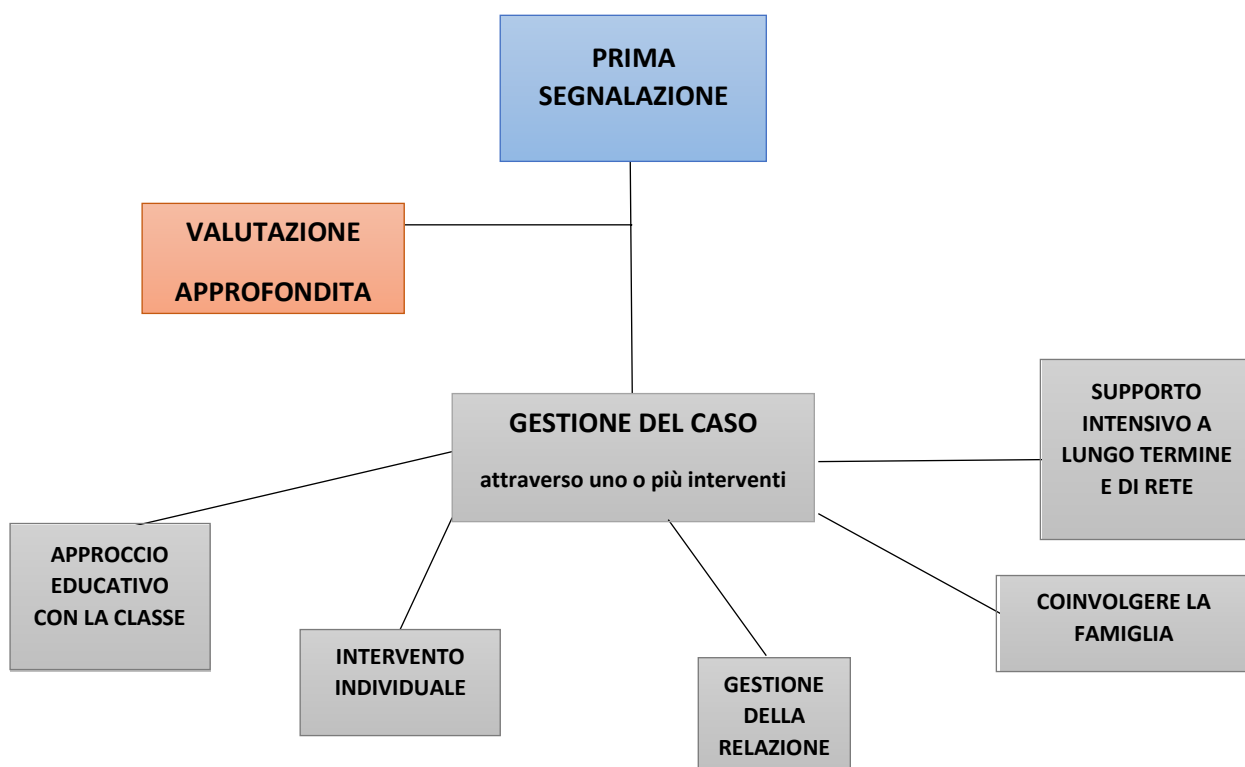 PRIMA
SEGNALAZIONE
VALUTAZIONE
APPROFONDITA
GESTIONE DEL CASO
attraverso uno o più interventi
SUPPORTO
INTENSIVO A
LUNGO TERMINE
E DI RETE
APPROCCIO
EDUCATIVO
CON LA CLASSE
INTERVENTO
INDIVIDUALE
GESTIONE
DELLA
RELAZIONE
COINVOLGERE LA
FAMIGLIA